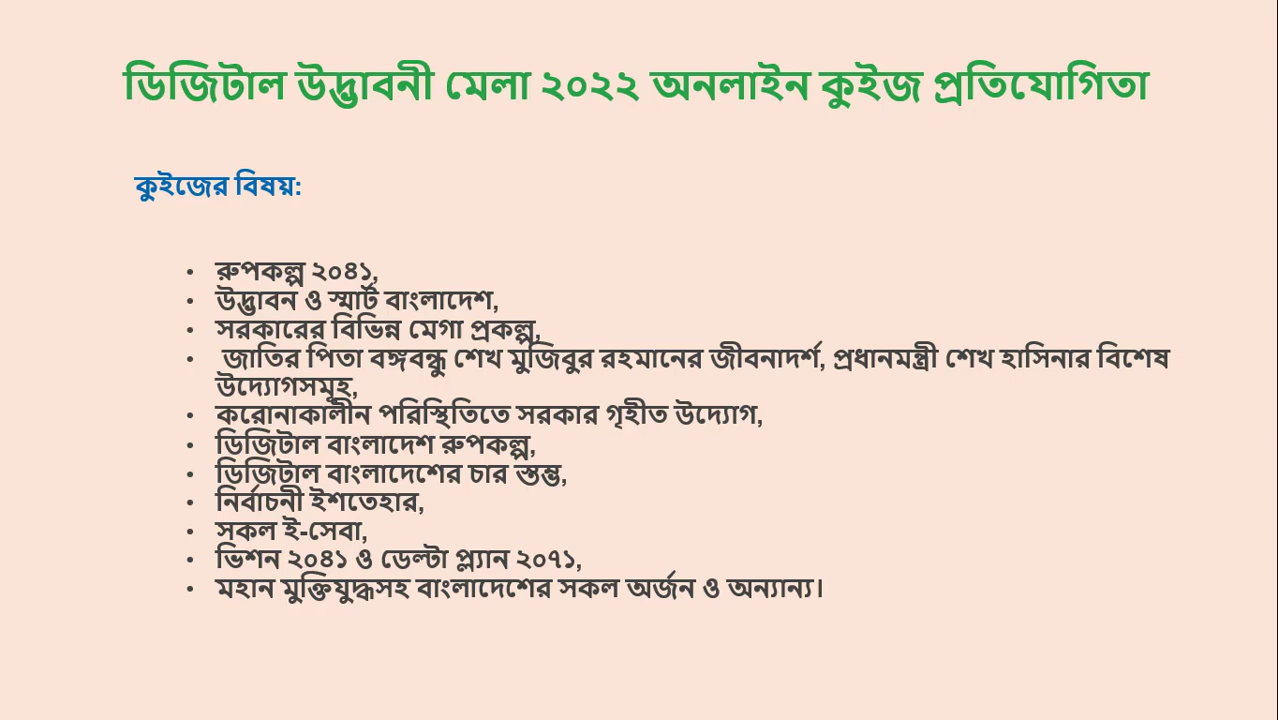 ডিজিটাল উদ্ভাবনী মেলা ২০২২ অনলাইন কুইজ প্রতিযোগিতা
কুইজের বিষয়:
• রুপকল্প ২০৪১,
• উদ্ভাবন ও স্মার্ট বাংলাদেশ,
• সরকারের বিভিন্ন মেগা প্রকল্প,
• জাতির পিতা বঙ্গবন্ধু শেখ মুজিবুর রহমানের জীবনাদর্শ, প্রধানমন্ত্রী শেখ হাসিনার বিশেষ
উদ্যোগসমূহ,
• করোনাকালীন পরিস্থিতিতে সরকার গৃহীত উদ্যোগ,
• ডিজিটাল বাংলাদেশ রুপকল্প,
• ডিজিটাল বাংলাদেশের চার স্তম্ভ,
• নির্বাচনী ইশতেহার,
• সকল ই-সেবা,
• ভিশন ২০৪১ ও ডেল্টা প্ল্যান ২০৭১,
• মহান মুক্তিযুদ্ধসহ বাংলাদেশের সকল অর্জন ও অন্যান্য।